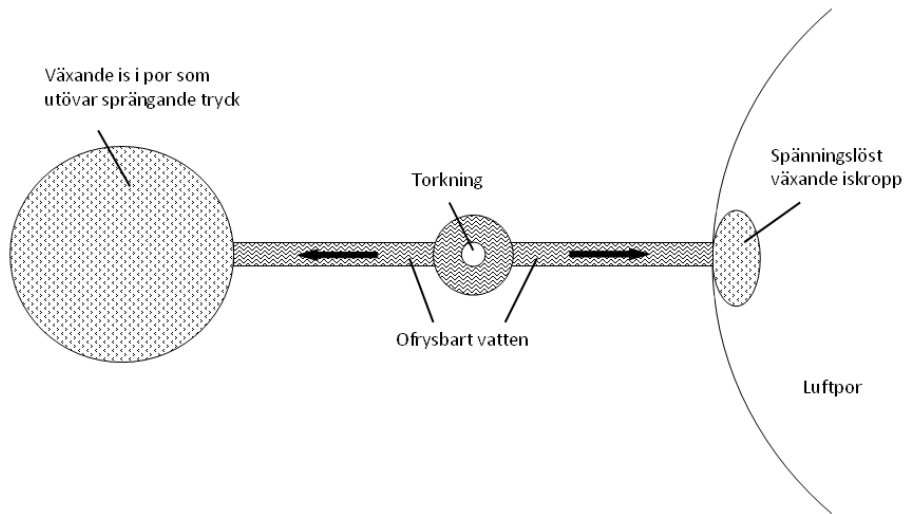 Växande is i por som
utövar sprängande tryck
Torkning
Spänningslöst
växande iskropp
Ofrysbart vatten
Luftpor